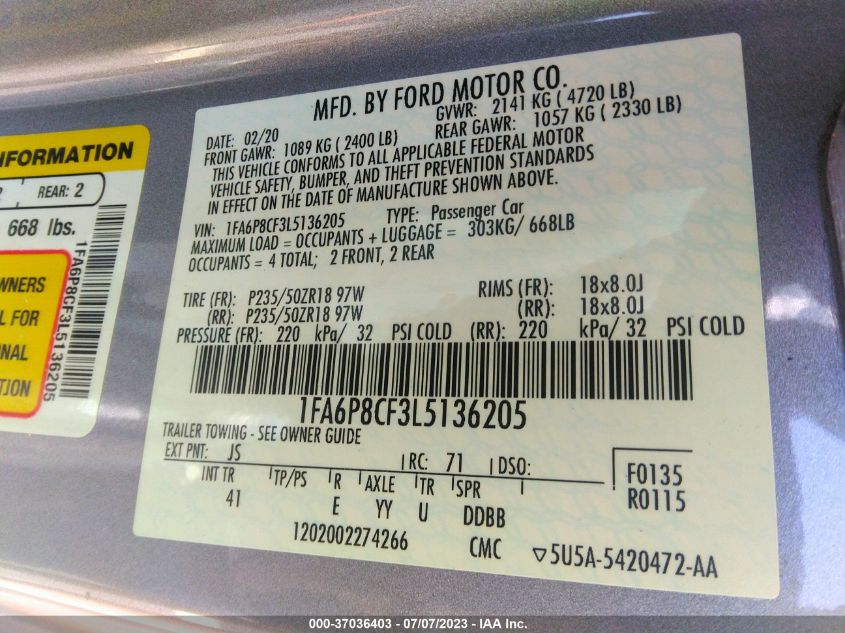 MFD. BY FORD MOTOR CO.
DATE: 02/20 GVWR: 2141 KG ( 4720 LB)
FRONT GAWR: 1089 KG ( 2400 LB) REAR GAWR: 1057 KG ( 2330 LB)
THIS VEHICLE CONFORMS TO ALL APPLICABLE FEDERAL MOTOR
VEHICLE SAFETY, BUMPER, AND THEFT PREVENTION STANDARDS
IN EFFECT ON THE DATE OF MANUFACTURE SHOWN ABOVE.
VIN: 1FA6P8CF3L5136205 TYPE: Passenger Car
MAXIMUM LOAD = OCCUPANTS + LUGGAGE = 303KG/ 668LB
OCCUPANTS = 4 TOTAL; 2 FRONT, 2 REAR
TIRE (FR): P235/50ZR18 97W RIMS (FR): 18x8.0J
(RR): P235/50ZR18 97W (RR): 18x8.0J
PRESSURE (FR): 220 kPa/ 32 PSI COLD (RR): 220 kPa/ 32 PSI COLD
1FA6P8CF3L5136205
TRAILER TOWING - SEE OWNER GUIDE
EXT PNT: JS RC: 71 DSO: F0135
INT TR TP/PS R AXLE TR SPR R0115
41 E YY U DDBB
1202002274266 CMC ▽5U5A-5420472-AA
INFORMATION
REAR: 2
668 lbs.
1FA6P8CF3L5136205
WNERS
L FOR
NAL
TION
000-37036403 - 07/07/2023 - IAA Inc.